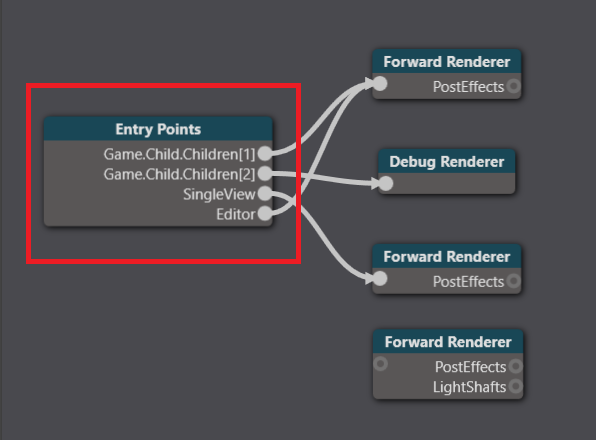 Entry Points
Game.Child.Children[1]
Game.Child.Children[2]
SingleView
Editor
Forward Renderer
PostEffects
Debug Renderer
Forward Renderer
PostEffects
Forward Renderer
PostEffects
LightShafts